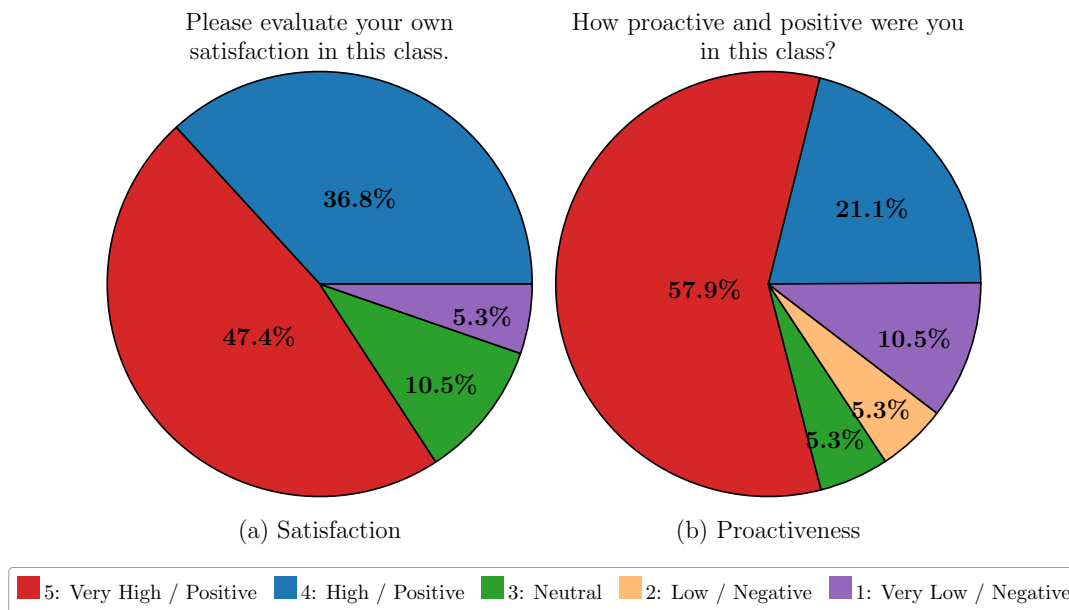 Please evaluate your own
satisfaction in this class.
36.8%
47.4%
10.5%
5.3%
(a) Satisfaction
How proactive and positive were you
in this class?
21.1%
57.9%
10.5%
5.3%
5.3%
(b) Proactiveness
5: Very High / Positive 4: High / Positive 3: Neutral 2: Low / Negative 1: Very Low / Negative